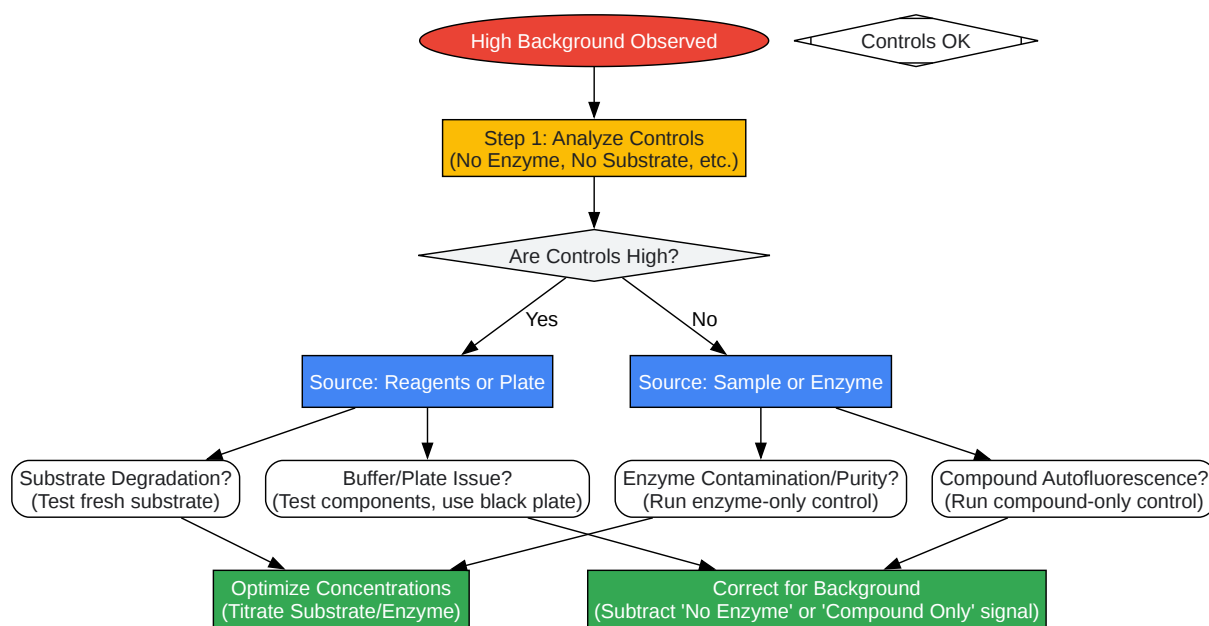 High Background Observed
Controls OK
Step 1: Analyze Controls
(No Enzyme, No Substrate, etc.)
Are Controls High?
Yes
No
Source: Reagents or Plate
Source: Sample or Enzyme
Substrate Degradation?
(Test fresh substrate)
Buffer/Plate Issue?
(Test components, use black plate)
Enzyme Contamination/Purity?
(Run enzyme-only control)
Compound Autofluorescence?
(Run compound-only control)
Optimize Concentrations
(Titrate Substrate/Enzyme)
Correct for Background
(Subtract 'No Enzyme' or 'Compound Only' signal)